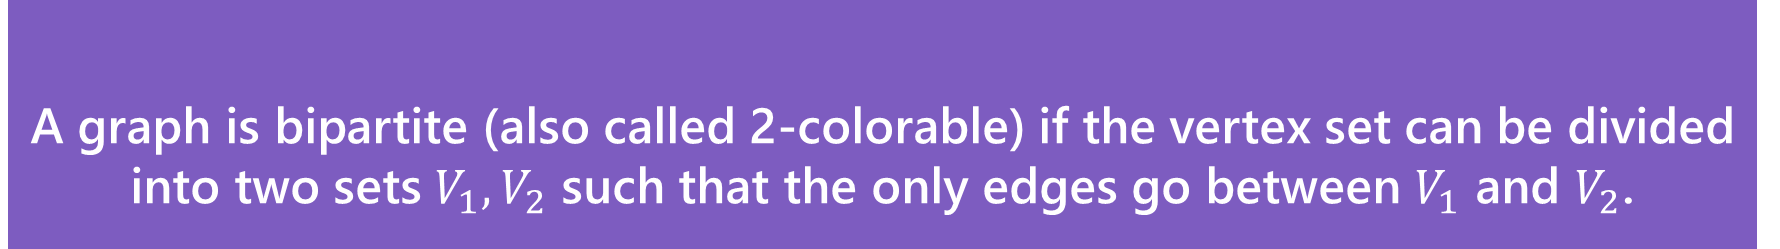 A graph is bipartite (also called 2-colorable) if the vertex set can be divided
into two sets V₁, V₂ such that the only edges go between V₁ and V₂.